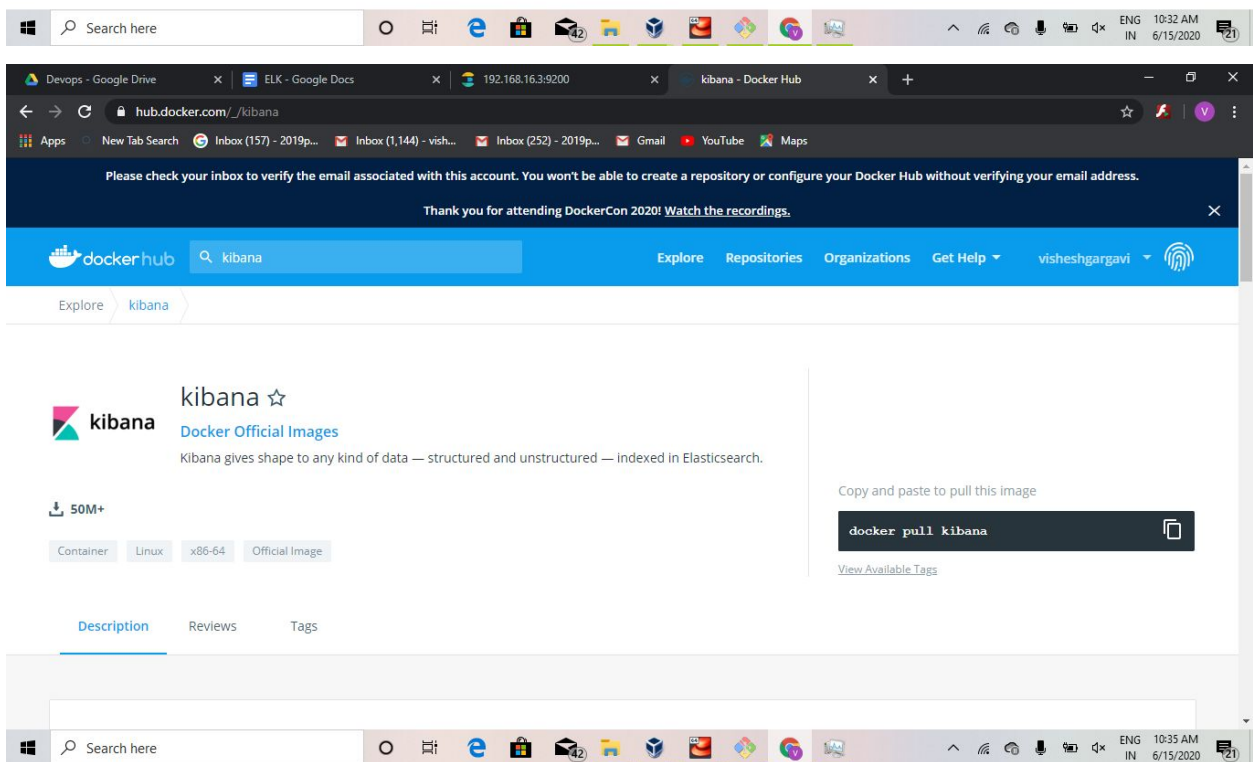 Search here
42
ENG 10:32 AM
IN 6/15/2020
21
Devops - Google Drive
ELK - Google Docs
192.168.16.3:9200
kibana - Docker Hub
hub.docker.com/_/kibana
V
Apps
New Tab Search
Inbox (157) - 2019p...
Inbox (1,144) - vish...
Inbox (252) - 2019p...
Gmail
YouTube
Maps
Please check your inbox to verify the email associated with this account. You won't be able to create a repository or configure your Docker Hub without verifying your email address.
Thank you for attending DockerCon 2020! Watch the recordings.
dockerhub
kibana
Explore
Repositories
Organizations
Get Help
visheshgargavi
Explore
kibana
kibana
kibana
Docker Official Images
Kibana gives shape to any kind of data — structured and unstructured — indexed in Elasticsearch.
50M+
Container
Linux
x86-64
Official Image
Copy and paste to pull this image
docker pull kibana
View Available Tags
Description
Reviews
Tags
Search here
42
ENG 10:35 AM
IN 6/15/2020
21